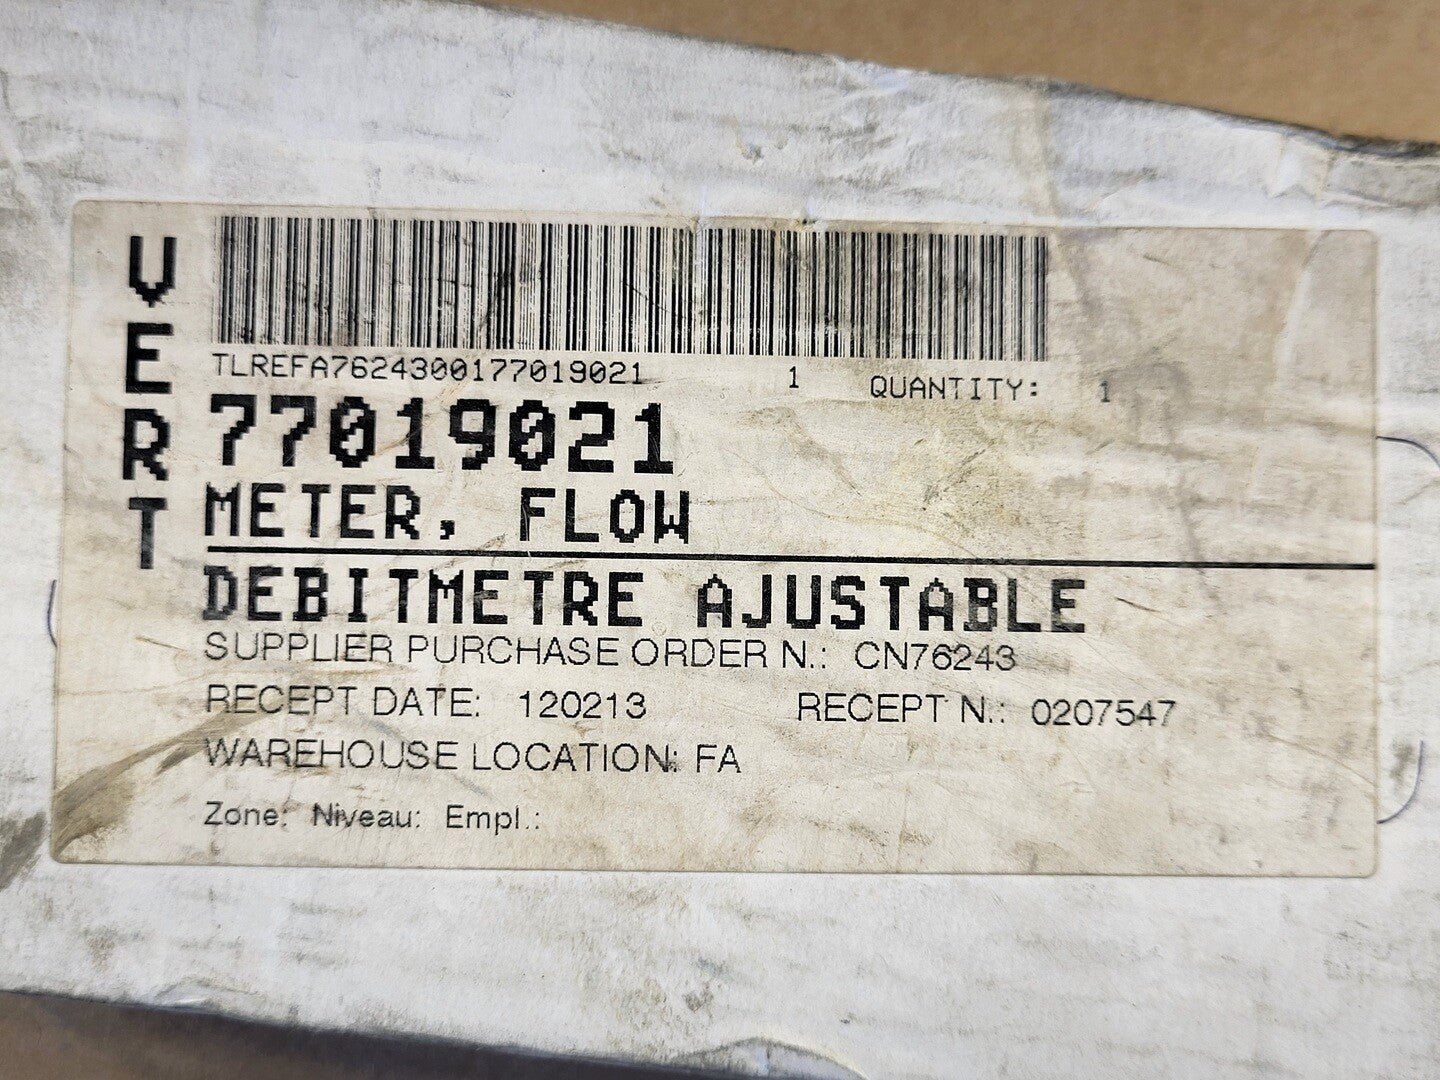 VERT
TLREFA7624300177019021 1 QUANTITY: 1
77019021
METER, FLOW
DEBITMETRE AJUSTABLE
SUPPLIER PURCHASE ORDER N.: CN76243
RECEPT DATE: 120213 RECEPT N.: 0207547
WAREHOUSE LOCATION: FA
Zone: Niveau: Empl.: